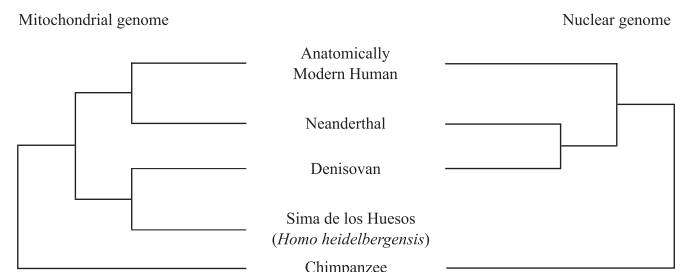 Mitochondrial genome
Nuclear genome
Anatomically
Modern Human
Neanderthal
Denisovan
Sima de los Huesos
(Homo heidelbergensis)
Chimpanzee